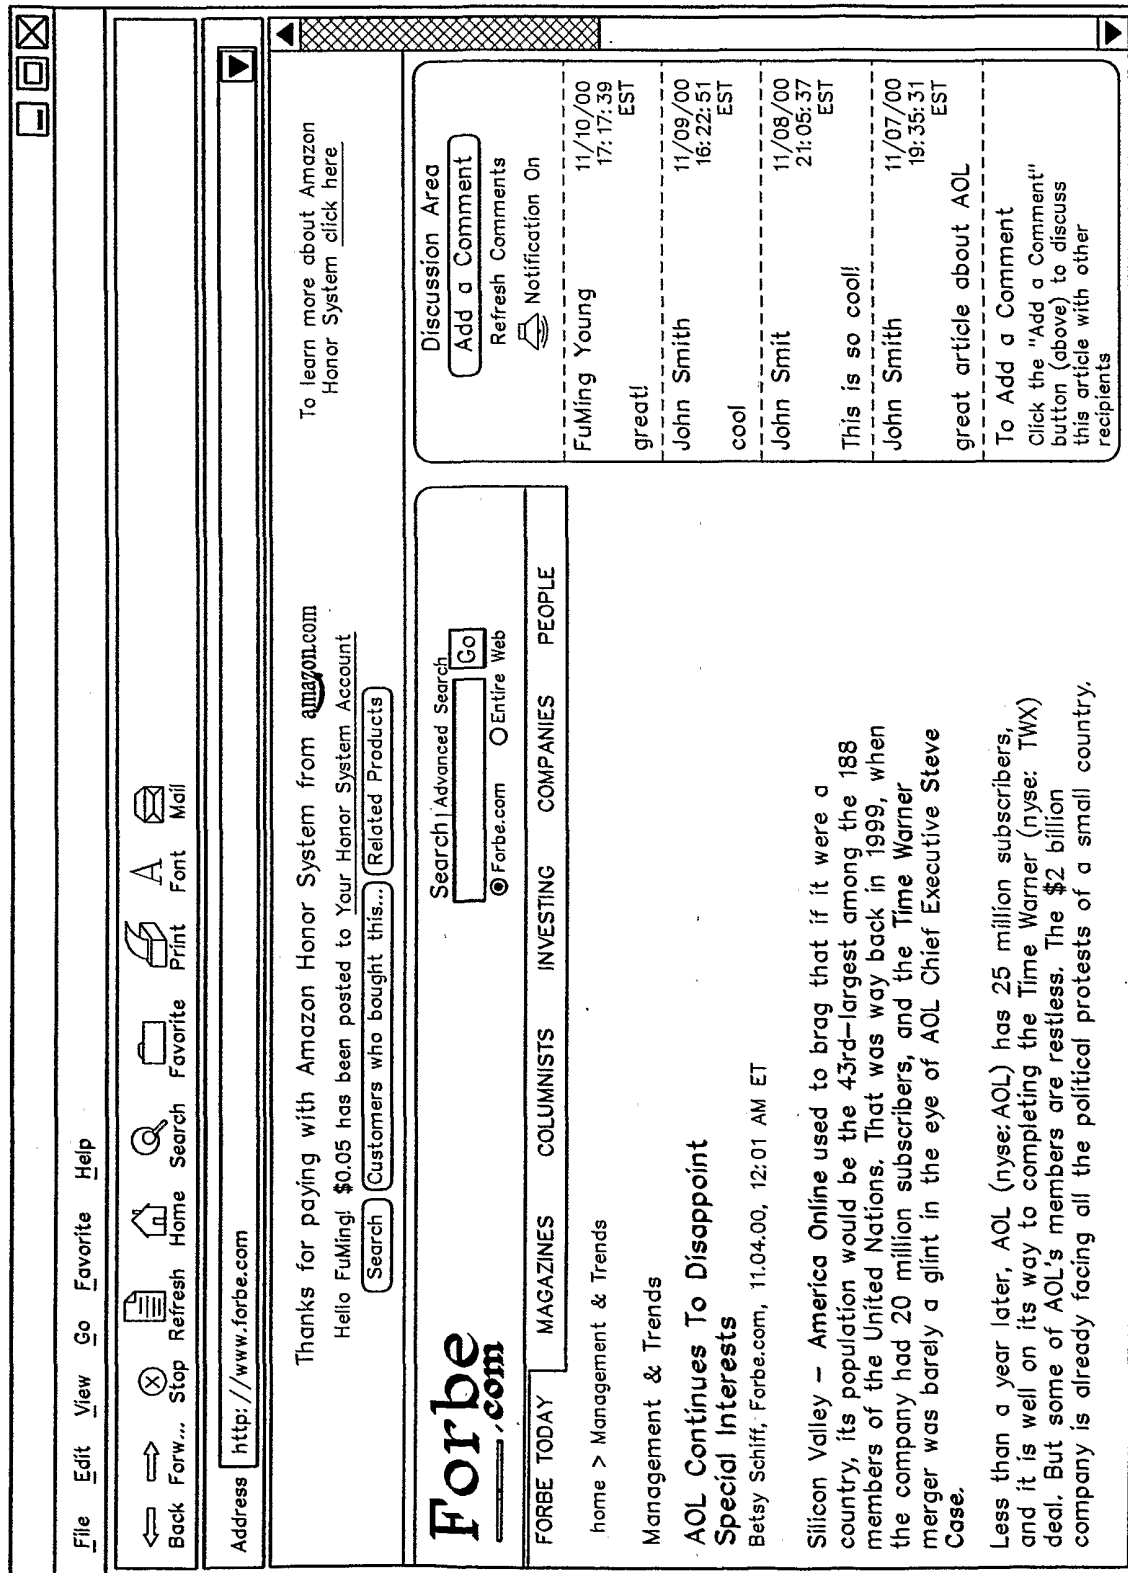 File Edit View Go Favorite Help
Back Forw... Stop Refresh Home Search Favorite Print Font Mail
Address http://www.forbe.com
Thanks for paying with Amazon Honor System from amazon.com
Hello FuMing! $0.05 has been posted to Your Honor System Account
Search Customers who bought this... Related Products
To learn more about Amazon
Honor System click here
Forbe
.com
Search | Advanced Search
Go
Forbe.com Entire Web
FORBE TODAY MAGAZINES COLUMNISTS INVESTING COMPANIES PEOPLE
home > Management & Trends
Management & Trends
AOL Continues To Disappoint
Special Interests
Betsy Schiff, Forbe.com, 11.04.00, 12:01 AM ET
Silicon Valley – America Online used to brag that if it were a
country, its population would be the 43rd–largest among the 188
members of the United Nations. That was way back in 1999, when
the company had 20 million subscribers, and the Time Warner
merger was barely a glint in the eye of AOL Chief Executive Steve
Case.
Less than a year later, AOL (nyse: AOL) has 25 million subscribers,
and it is well on its way to completing the Time Warner (nyse: TWX)
deal. But some of AOL's members are restless. The $2 billion
company is already facing all the political protests of a small country.
Discussion Area
Add a Comment
Refresh Comments
Notification On
FuMing Young 11/10/00
17:17:39
EST
great!
John Smith 11/09/00
16:22:51
EST
cool
John Smit 11/08/00
21:05:37
EST
This is so cool!
John Smith 11/07/00
19:35:31
EST
great article about AOL
To Add a Comment
Click the "Add a Comment"
button (above) to discuss
this article with other
recipients